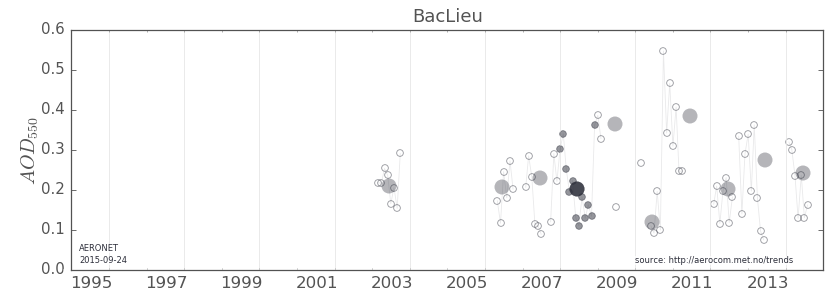 BacLieu
0.6
0.5
0.4
0.3
0.2
0.1
0.0
AOD550
AERONET
2015-09-24
source: http://aerocom.met.no/trends
1995 1997 1999 2001 2003 2005 2007 2009 2011 2013